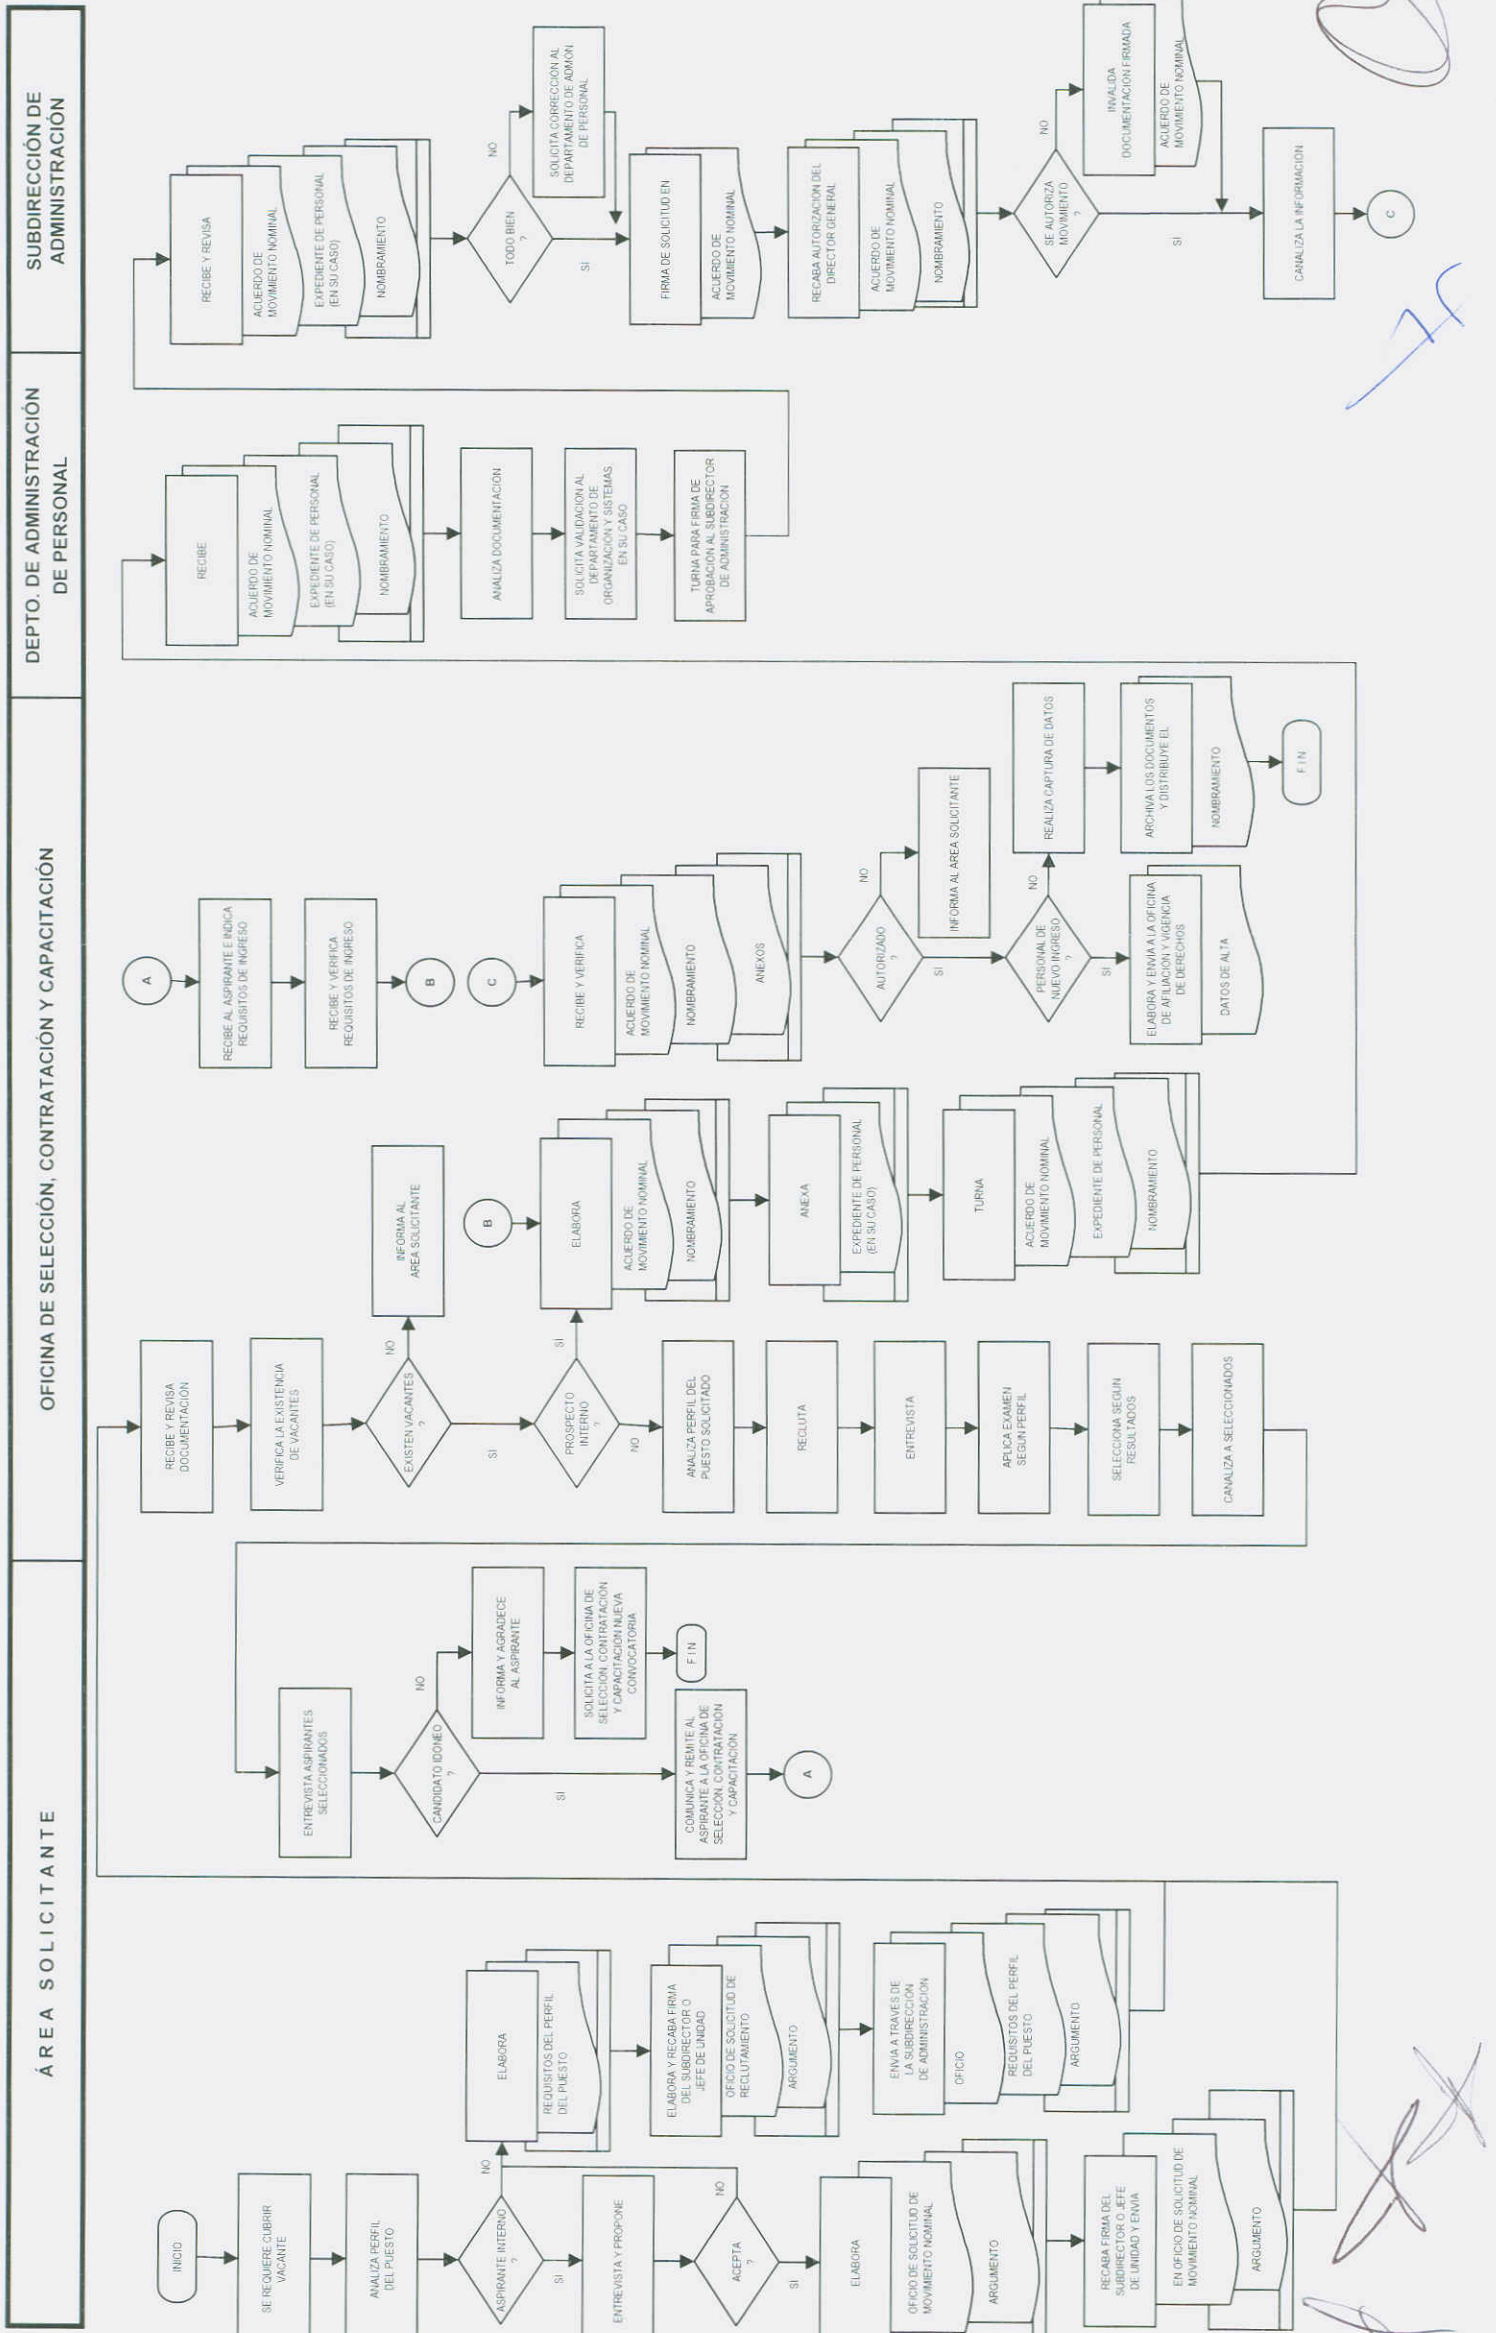 ÁREA SOLICITANTE
OFICINA DE SELECCIÓN, CONTRATACIÓN Y CAPACITACIÓN
DEPTO. DE ADMINISTRACIÓN
DE PERSONAL
SUBDIRECCIÓN DE
ADMINISTRACIÓN
INICIO
SE REQUIERE CUBRIR
VACANTE
ANALIZA PERFIL
DEL PUESTO
ASPIRANTE INTERNO
?
NO
SI
ENTREVISTA Y PROPONE
ACEPTA
?
NO
SI
ELABORA
OFICIO DE SOLICITUD DE
MOVIMIENTO NOMINAL
ARGUMENTO
RECABA FIRMA DEL
SUBDIRECTOR O JEFE
DE UNIDAD Y ENVIA
EN OFICIO DE SOLICITUD DE
MOVIMIENTO NOMINAL
ARGUMENTO
ELABORA
REQUISITOS DEL PERFIL
DEL PUESTO
ELABORA Y RECABA FIRMA
DEL SUBDIRECTOR O
JEFE DE UNIDAD
OFICIO DE SOLICITUD DE
RECLUTAMIENTO
ARGUMENTO
ENVIA A TRAVES DE
LA SUBDIRECCION
DE ADMINISTRACION
OFICIO
REQUISITOS DEL PERFIL
DEL PUESTO
ARGUMENTO
ENTREVISTA ASPIRANTES
SELECCIONADOS
CANDIDATO IDONEO
?
NO
SI
INFORMA Y AGRADECE
AL ASPIRANTE
SOLICITA A LA OFICINA DE
SELECCIÓN, CONTRATACIÓN
Y CAPACITACIÓN NUEVA
CONVOCATORIA
FIN
COMUNICA Y REMITE AL
ASPIRANTE A LA OFICINA DE
SELECCIÓN, CONTRATACIÓN
Y CAPACITACIÓN
A
RECIBE Y REVISA
DOCUMENTACIÓN
VERIFICA LA EXISTENCIA
DE VACANTES
EXISTEN VACANTES
?
NO
SI
INFORMA AL
AREA SOLICITANTE
PROSPECTO
INTERNO
?
SI
NO
ANALIZA PERFIL DEL
PUESTO SOLICITADO
RECLUTA
ENTREVISTA
APLICA EXAMEN
SEGUN PERFIL
SELECCIONA SEGUN
RESULTADOS
CANALIZA A SELECCIONADOS
B
ELABORA
ACUERDO DE
MOVIMIENTO NOMINAL
NOMBRAMIENTO
ANEXA
EXPEDIENTE DE PERSONAL
(EN SU CASO)
TURNA
ACUERDO DE
MOVIMIENTO NOMINAL
EXPEDIENTE DE PERSONAL
NOMBRAMIENTO
A
RECIBE AL ASPIRANTE E INDICA
REQUISITOS DE INGRESO
RECIBE Y VERIFICA
REQUISITOS DE INGRESO
B
C
RECIBE Y VERIFICA
ACUERDO DE
MOVIMIENTO NOMINAL
NOMBRAMIENTO
ANEXOS
AUTORIZADO
?
NO
SI
INFORMA AL AREA SOLICITANTE
PERSONAL DE
NUEVO INGRESO
?
NO
SI
REALIZA CAPTURA DE DATOS
ARCHIVA LOS DOCUMENTOS
Y DISTRIBUYE EL
NOMBRAMIENTO
FIN
ELABORA Y ENVÍA A LA OFICINA
DE AFILIACION Y VIGENCIA
DE DERECHOS
DATOS DE ALTA
RECIBE
ACUERDO DE
MOVIMIENTO NOMINAL
EXPEDIENTE DE PERSONAL
(EN SU CASO)
NOMBRAMIENTO
ANALIZA DOCUMENTACIÓN
SOLICITA VALIDACIÓN AL
DEPARTAMENTO DE
ORGANIZACIÓN Y SISTEMAS
EN SU CASO
TURNA PARA FIRMA DE
APROBACIÓN AL SUBDIRECTOR
DE ADMINISTRACION
RECIBE Y REVISA
ACUERDO DE
MOVIMIENTO NOMINAL
EXPEDIENTE DE PERSONAL
(EN SU CASO)
NOMBRAMIENTO
TODO BIEN
?
NO
SI
SOLICITA CORRECCION AL
DEPARTAMENTO DE ADMON
DE PERSONAL
FIRMA DE SOLICITUD EN
ACUERDO DE
MOVIMIENTO NOMINAL
RECABA AUTORIZACIÓN DEL
DIRECTOR GENERAL
ACUERDO DE
MOVIMIENTO NOMINAL
NOMBRAMIENTO
SE AUTORIZA
MOVIMIENTO
?
NO
SI
INVALIDA
DOCUMENTACION FIRMADA
ACUERDO DE
MOVIMIENTO NOMINAL
CANALIZA LA INFORMACION
C